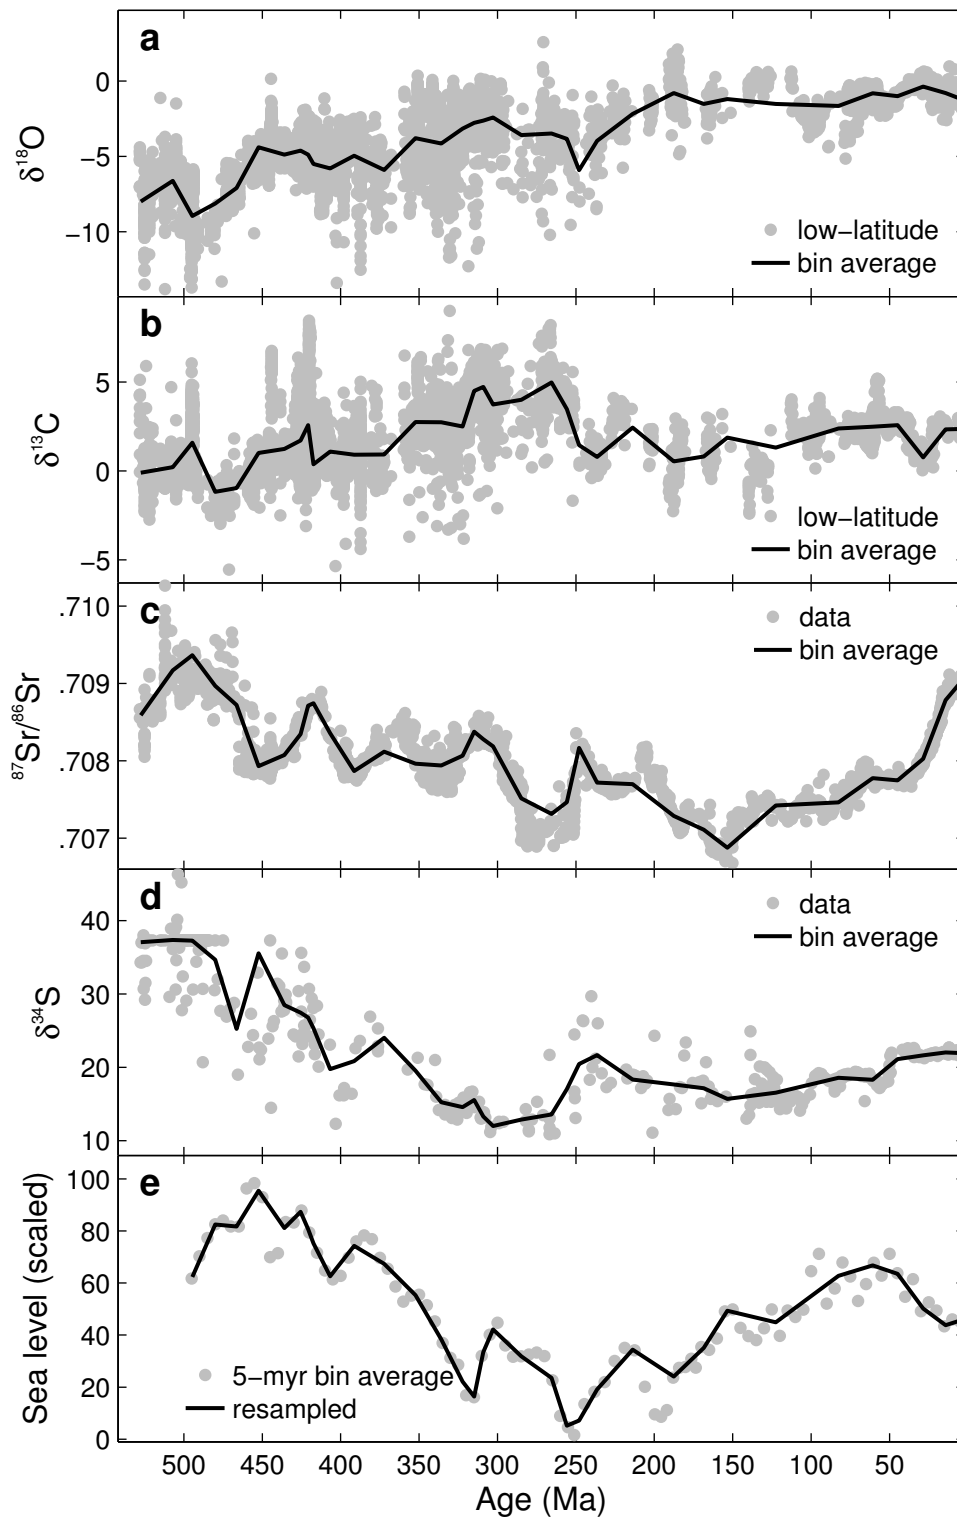 a
0
−5
−10
δ¹⁸O
low−latitude
bin average
b
5
0
−5
δ¹³C
low−latitude
bin average
c
.710
.709
.708
.707
⁸⁷Sr/⁸⁶Sr
data
bin average
d
40
30
20
10
δ³⁴S
data
bin average
e
100
80
60
40
20
0
Sea level (scaled)
5−myr bin average
resampled
500 450 400 350 300 250 200 150 100 50
Age (Ma)